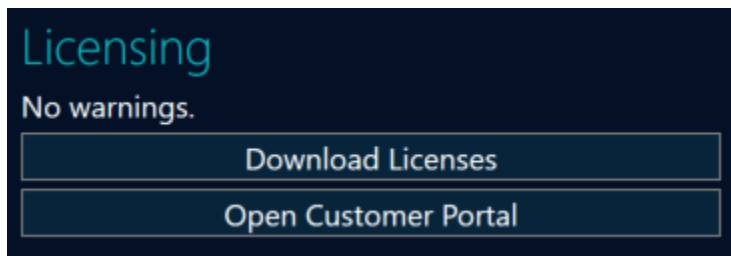 Licensing
No warnings.
Download Licenses
Open Customer Portal